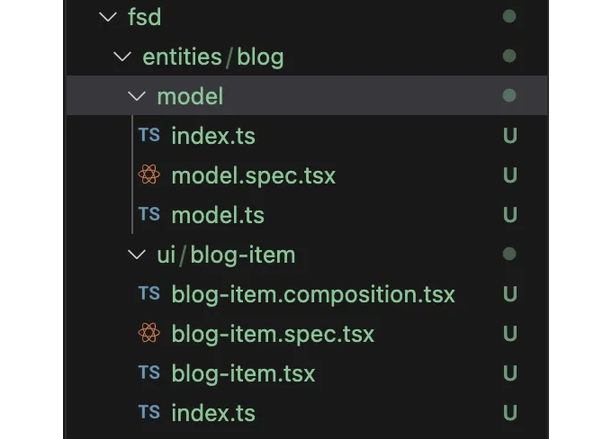 fsd
entities/blog
model
TS index.ts U
model.spec.tsx U
TS model.ts U
ui/blog-item
TS blog-item.composition.tsx U
blog-item.spec.tsx U
TS blog-item.tsx U
TS index.ts U